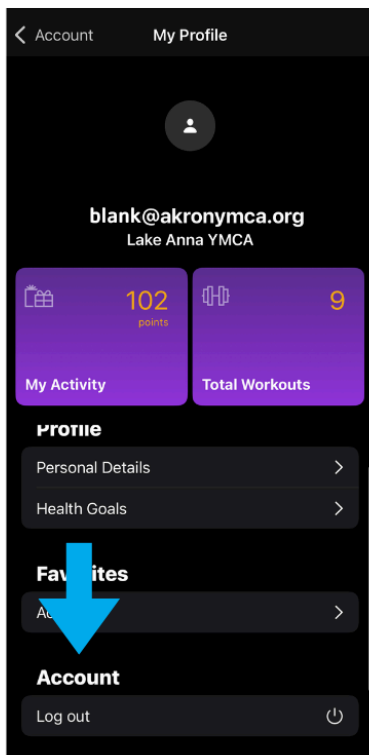 Account My Profile
blank@akronymca.org
Lake Anna YMCA
102
points
My Activity
9
Total Workouts
Profile
Personal Details
Health Goals
Account
Log out